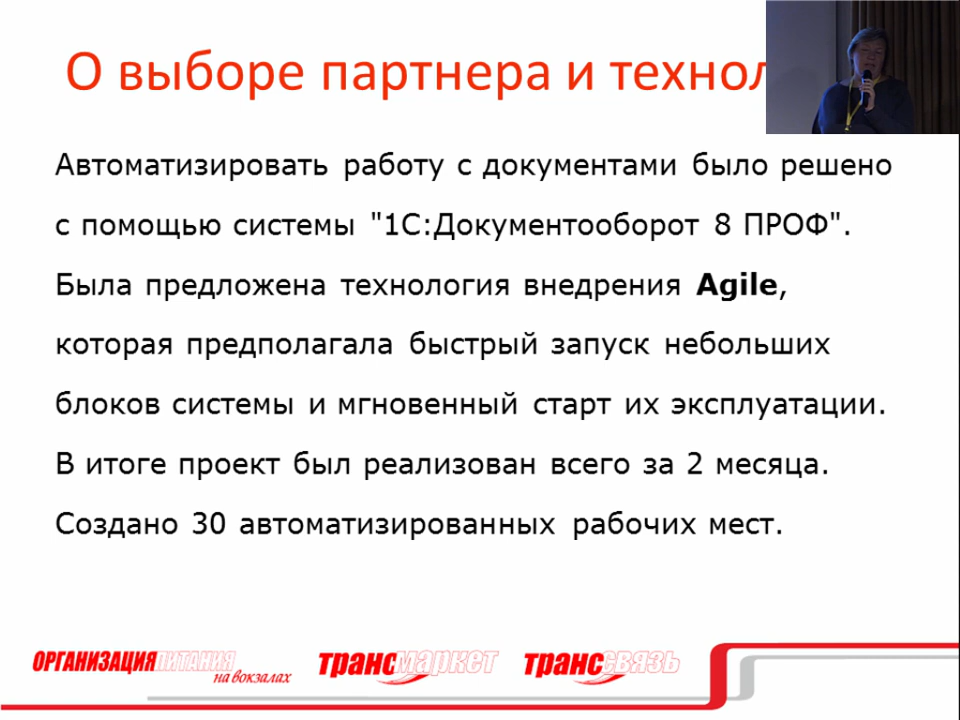 О выборе партнера и технол
Автоматизировать работу с документами было решено
с помощью системы "1С:Документооборот 8 ПРОФ".
Была предложена технология внедрения Agile,
которая предполагала быстрый запуск небольших
блоков системы и мгновенный старт их эксплуатации.
В итоге проект был реализован всего за 2 месяца.
Создано 30 автоматизированных рабочих мест.
ОРГАНИЗАЦИЯПИТАНИЯ
на вокзалах
трансмаркет
транссвязь